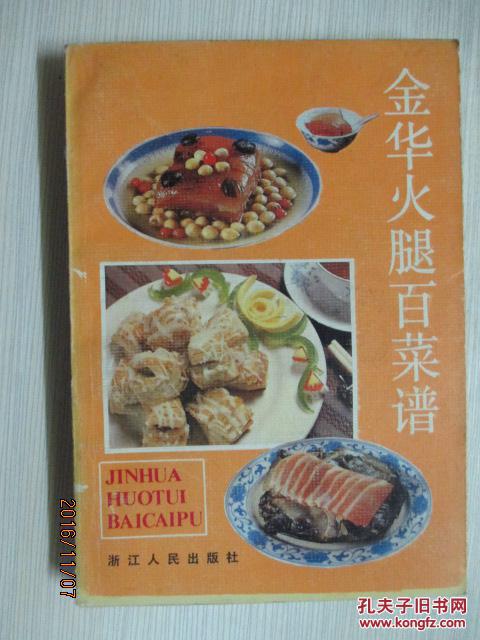 金华火腿百菜谱
JINHUA
HUOTUI
BAICAIPU
浙江人民出版社
2016/11/07
孔夫子旧书网
www.kongfz.com